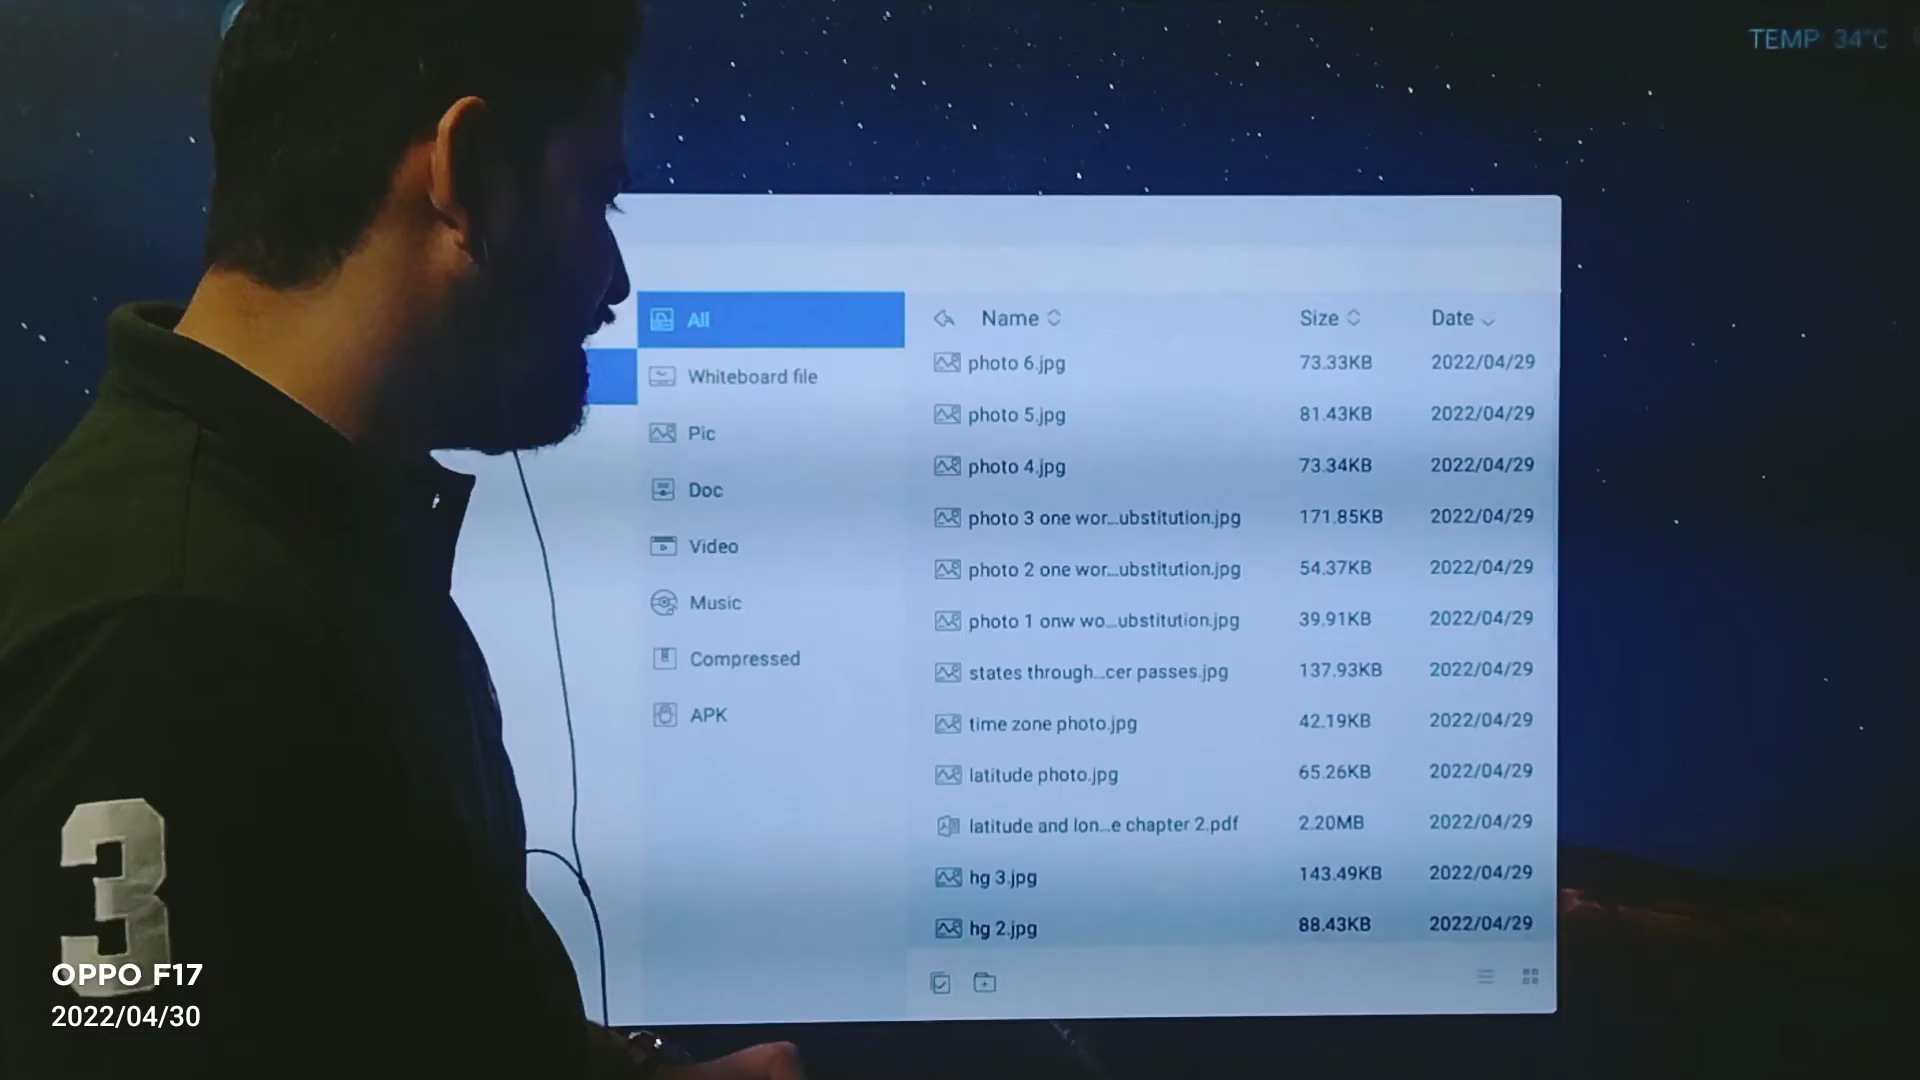 TEMP: 34°C
All
Whiteboard file
Pic
Doc
Video
Music
Compressed
APK
Name Size Date
photo 6.jpg 73.33KB 2022/04/29
photo 5.jpg 81.43KB 2022/04/29
photo 4.jpg 73.34KB 2022/04/29
photo 3 one wor...ubstitution.jpg 171.85KB 2022/04/29
photo 2 one wor...ubstitution.jpg 54.37KB 2022/04/29
photo 1 onw wo...ubstitution.jpg 39.91KB 2022/04/29
states through...cer passes.jpg 137.93KB 2022/04/29
time zone photo.jpg 42.19KB 2022/04/29
latitude photo.jpg 65.26KB 2022/04/29
latitude and lon...e chapter 2.pdf 2.20MB 2022/04/29
hg 3.jpg 143.49KB 2022/04/29
hg 2.jpg 88.43KB 2022/04/29
3
OPPO F17
2022/04/30